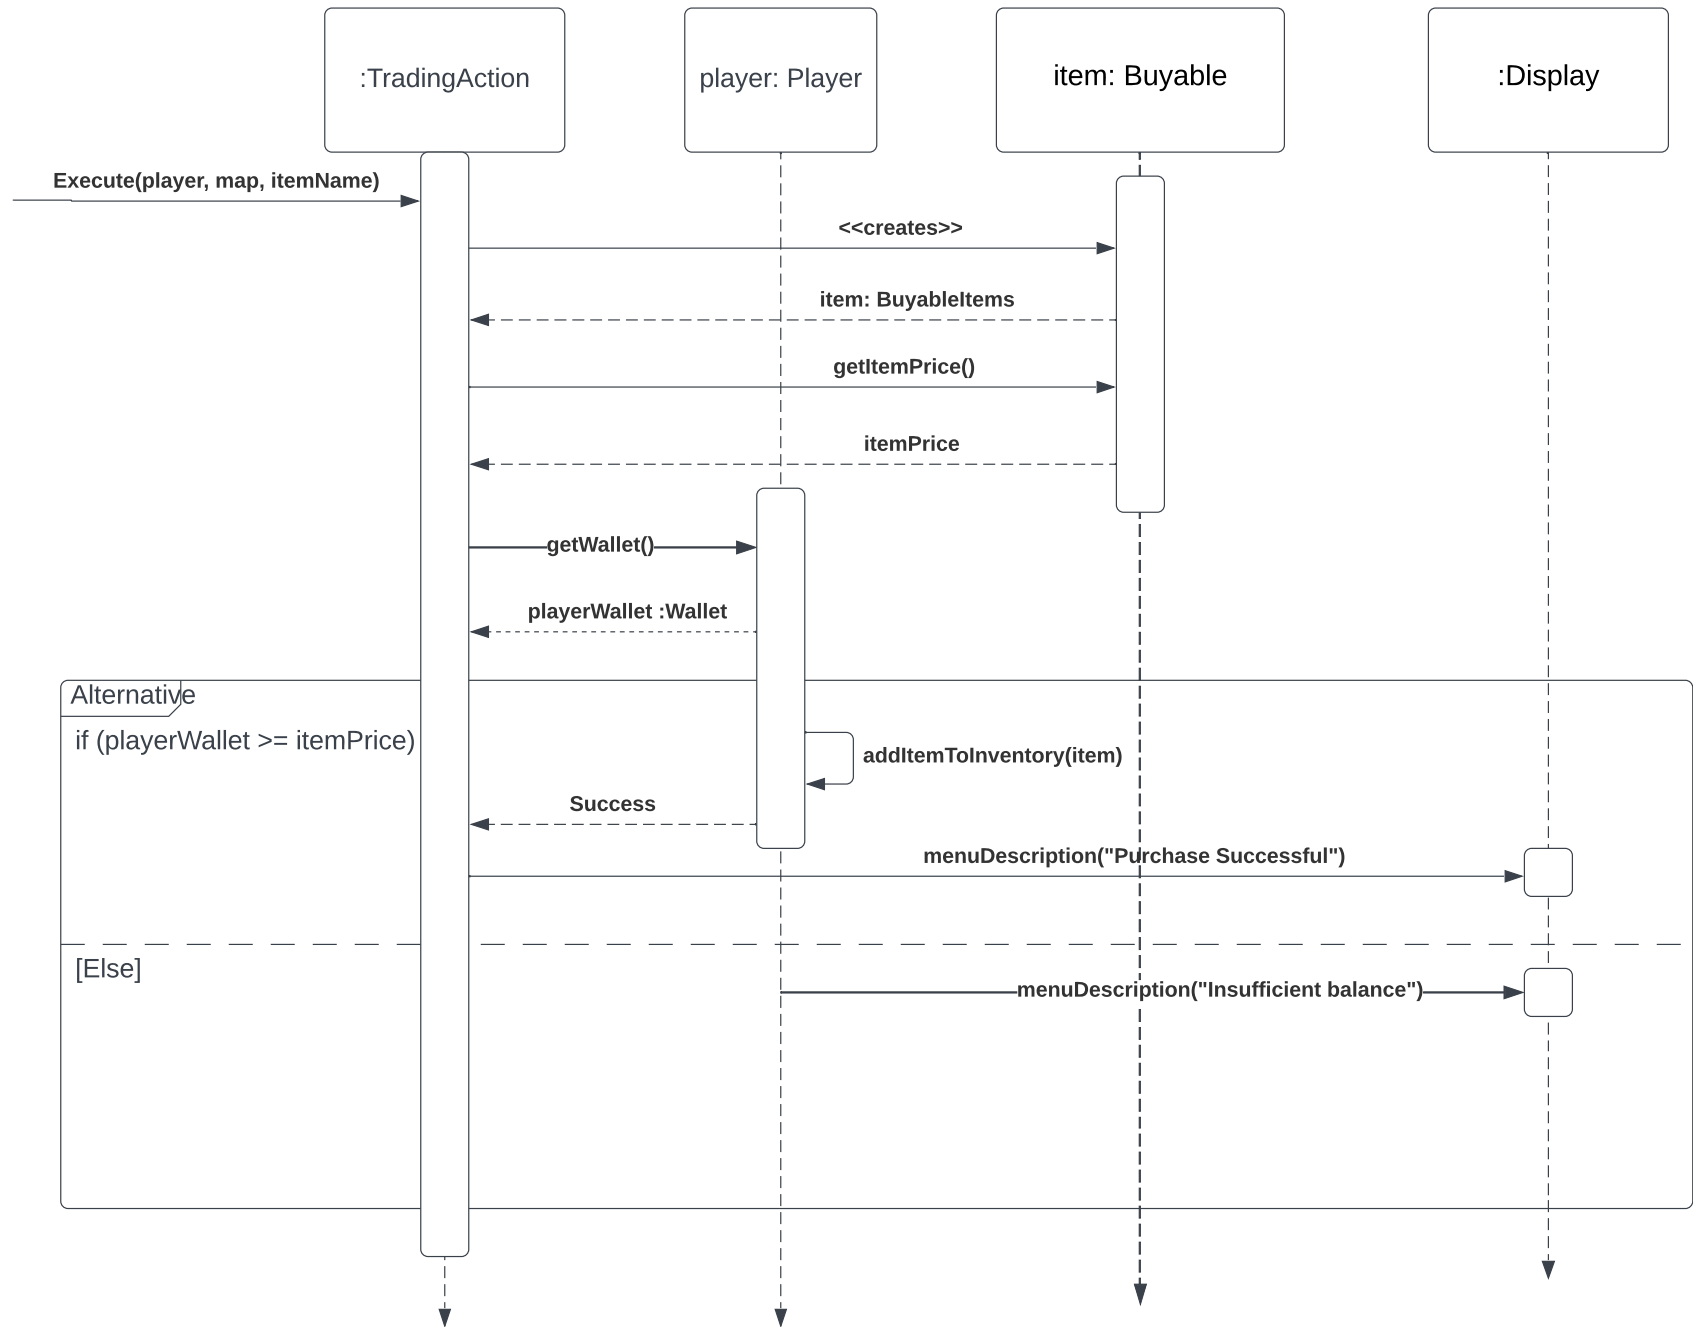 :TradingAction
player: Player
item: Buyable
:Display
Execute(player, map, itemName)
<<creates>>
item: BuyableItems
getItemPrice()
itemPrice
getWallet()
playerWallet :Wallet
Alternative
if (playerWallet >= itemPrice)
addItemToInventory(item)
Success
menuDescription("Purchase Successful")
[Else]
menuDescription("Insufficient balance")